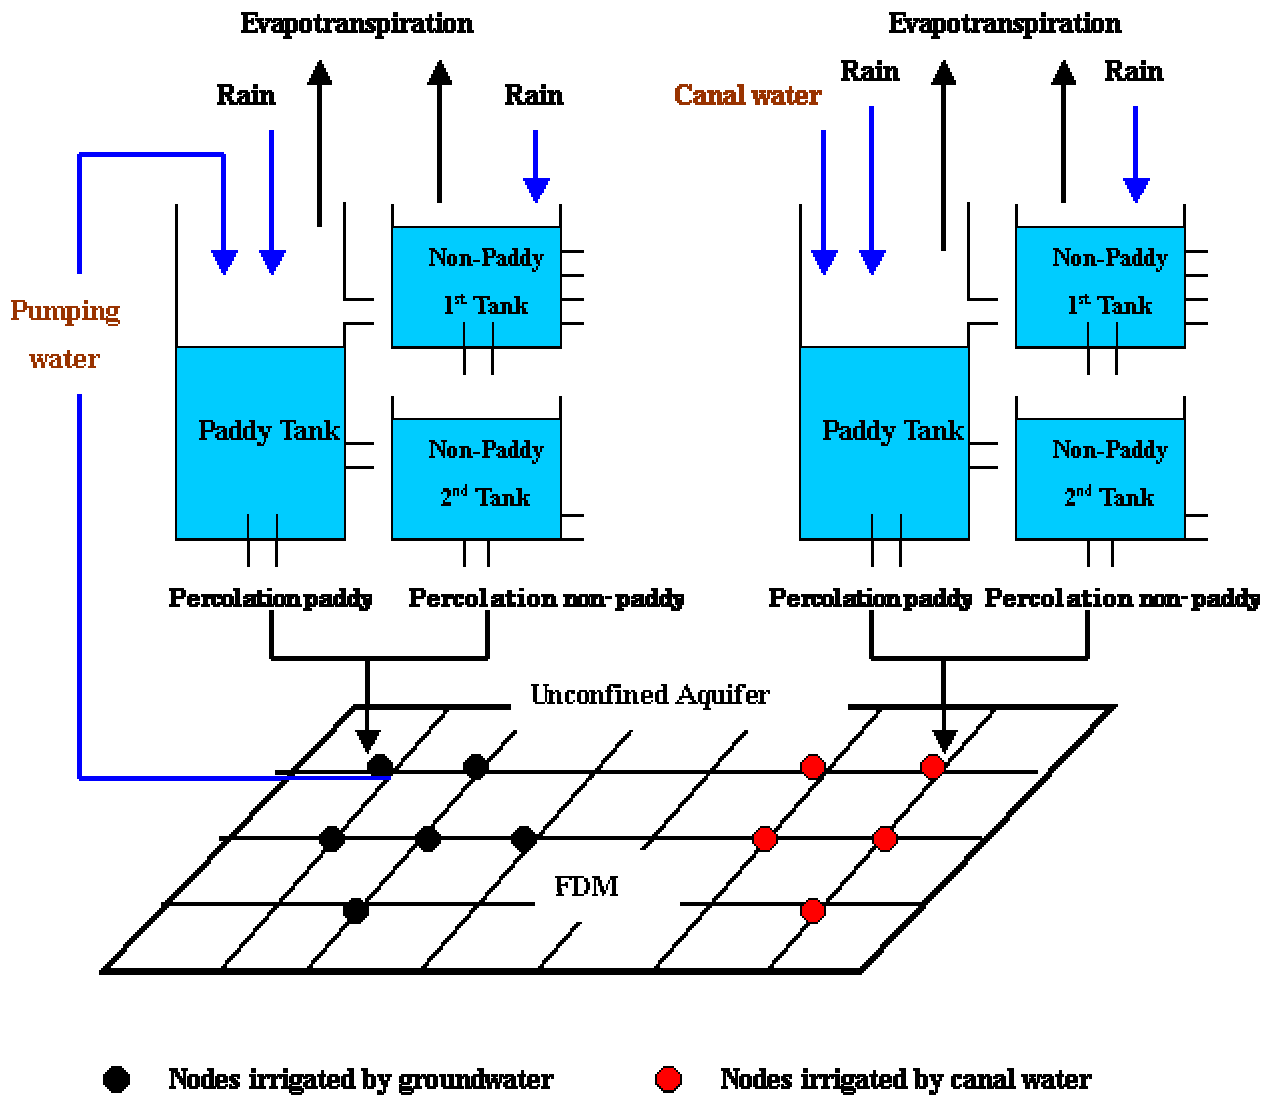 Evapotranspiration
Evapotranspiration
Rain
Rain
Canal water
Rain
Rain
Pumping
water
Non-Paddy
1st Tank
Non-Paddy
1st Tank
Paddy Tank
Non-Paddy
2nd Tank
Paddy Tank
Non-Paddy
2nd Tank
Percolation paddy
Percolation non-paddy
Percolation paddy
Percolation non-paddy
Unconfined Aquifer
FDM
Nodes irrigated by groundwater
Nodes irrigated by canal water